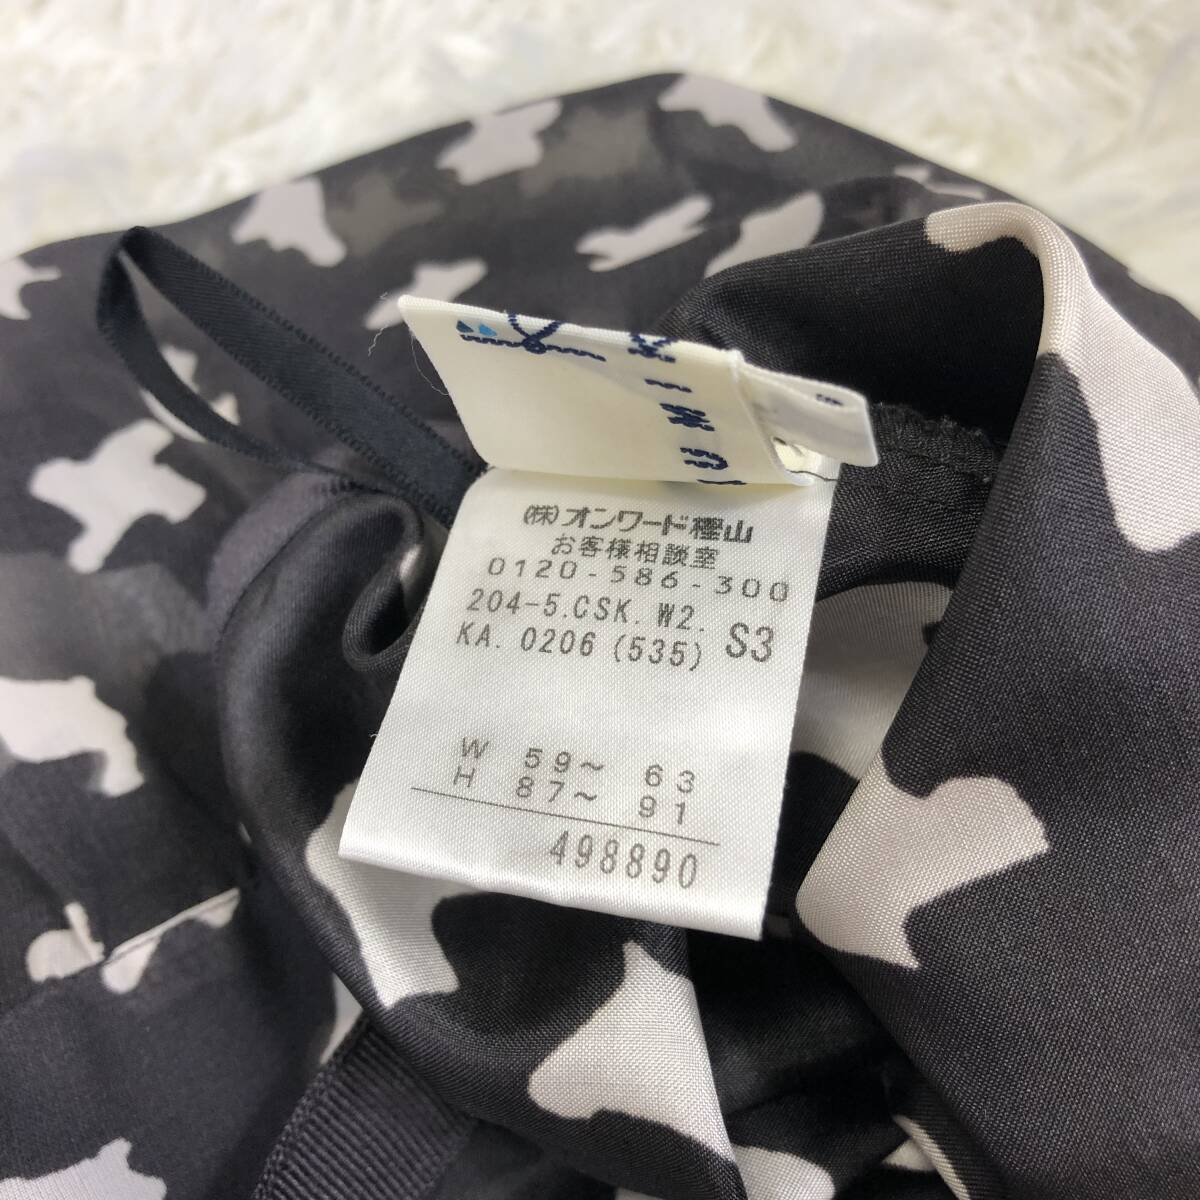 (株)オンワード樫山
お客様相談室
0120-586-300
204-5.CSK.W2.
KA.0206(535) S3
W 59～ 63
H 87～ 91
498890